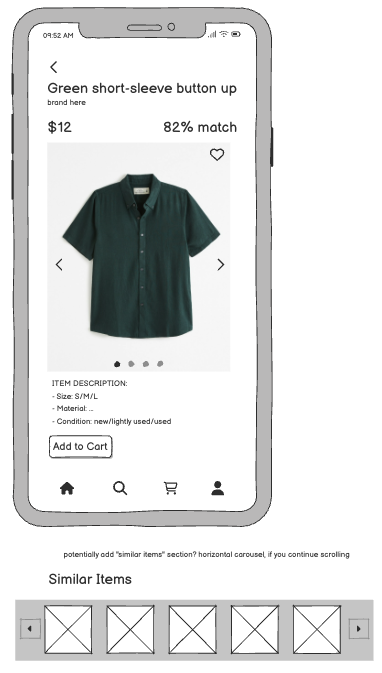 09:52 AM
Green short-sleeve button up
brand here
$12 82% match
ITEM DESCRIPTION:
- Size: S/M/L
- Material: ...
- Condition: new/lightly used/used
Add to Cart
potentially add "similar items" section? horizontal carousel, if you continue scrolling
Similar Items